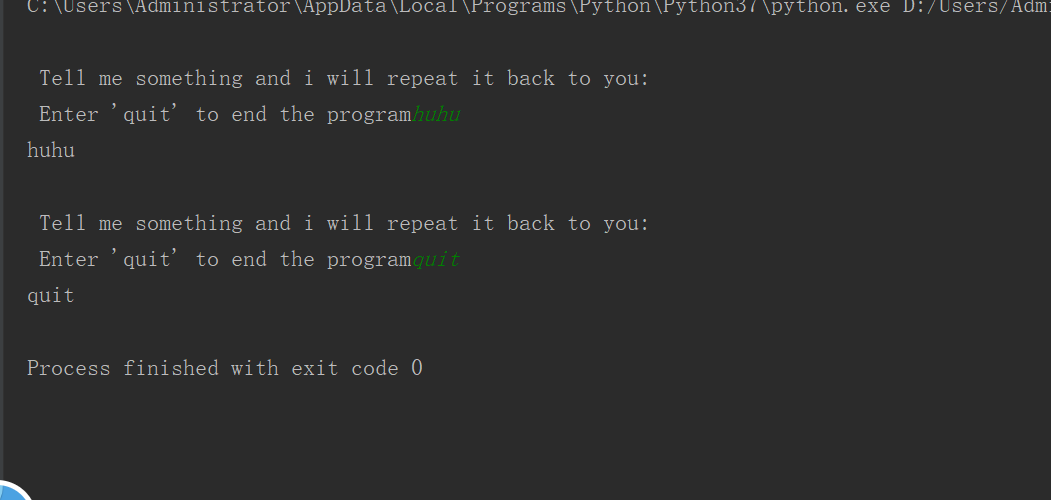 C:\Users\Administrator\AppData\Local\Programs\Python\Python37\python.exe D:/Users/Adm
Tell me something and i will repeat it back to you:
Enter 'quit' to end the programhuhu
huhu
Tell me something and i will repeat it back to you:
Enter 'quit' to end the programquit
quit
Process finished with exit code 0